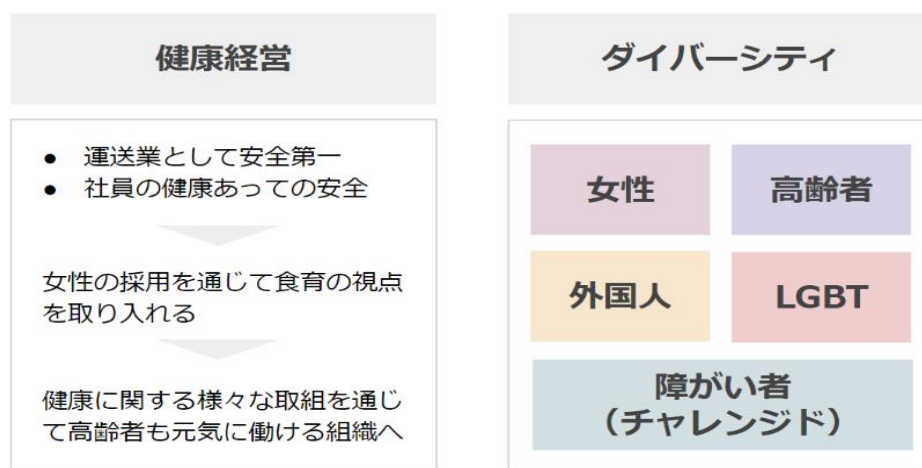 健康経営
● 運送業として安全第一
● 社員の健康あっての安全
女性の採用を通じて食育の視点
を取り入れる
健康に関する様々な取組を通じ
て高齢者も元気に働ける組織へ
ダイバーシティ
女性
高齢者
外国人
LGBT
障がい者
（チャレンジド）